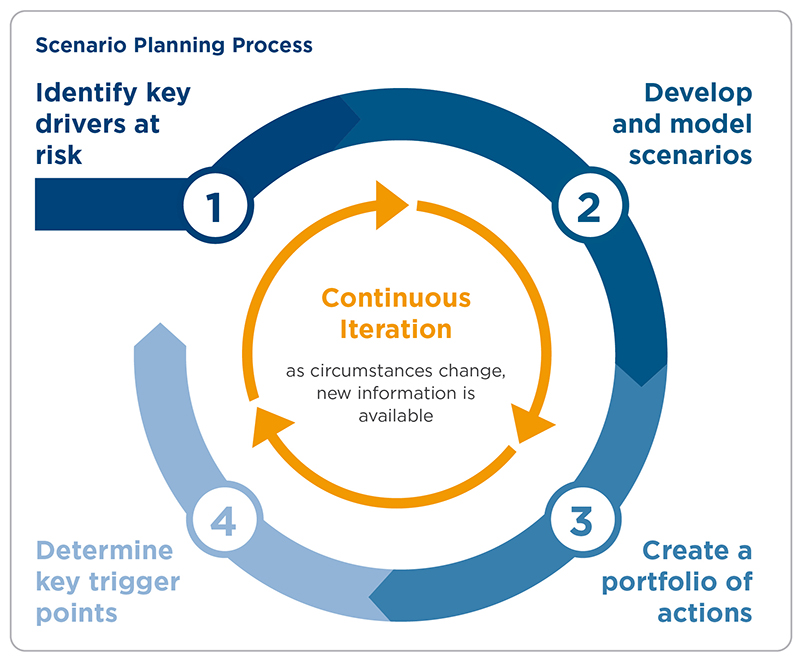 Scenario Planning Process
Identify key
drivers at
risk
1
Develop
and model
scenarios
2
Continuous
Iteration
as circumstances change,
new information is
available
3
Create a
portfolio of
actions
4
Determine
key trigger
points